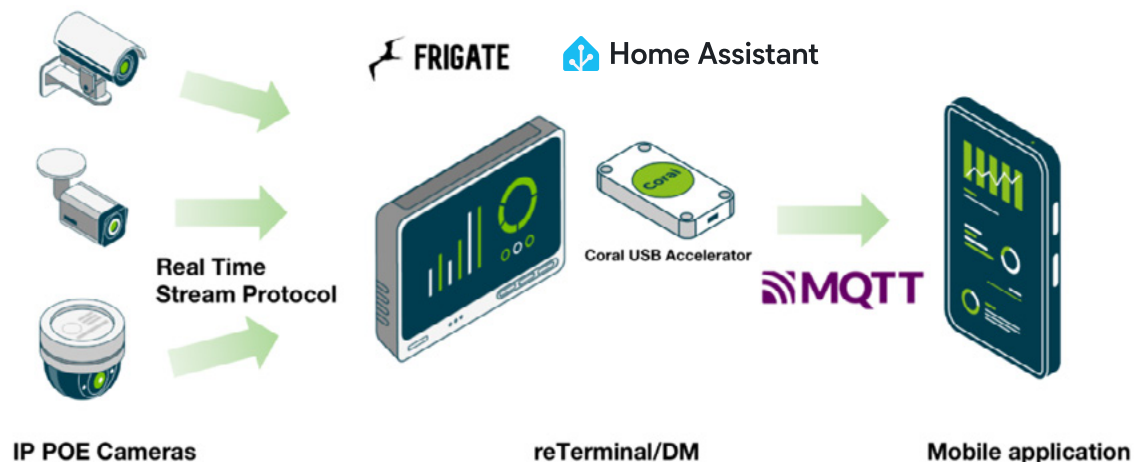 FRIGATE
Home Assistant
Coral
Coral USB Accelerator
Real Time
Stream Protocol
MQTT
IP POE Cameras
reTerminal/DM
Mobile application